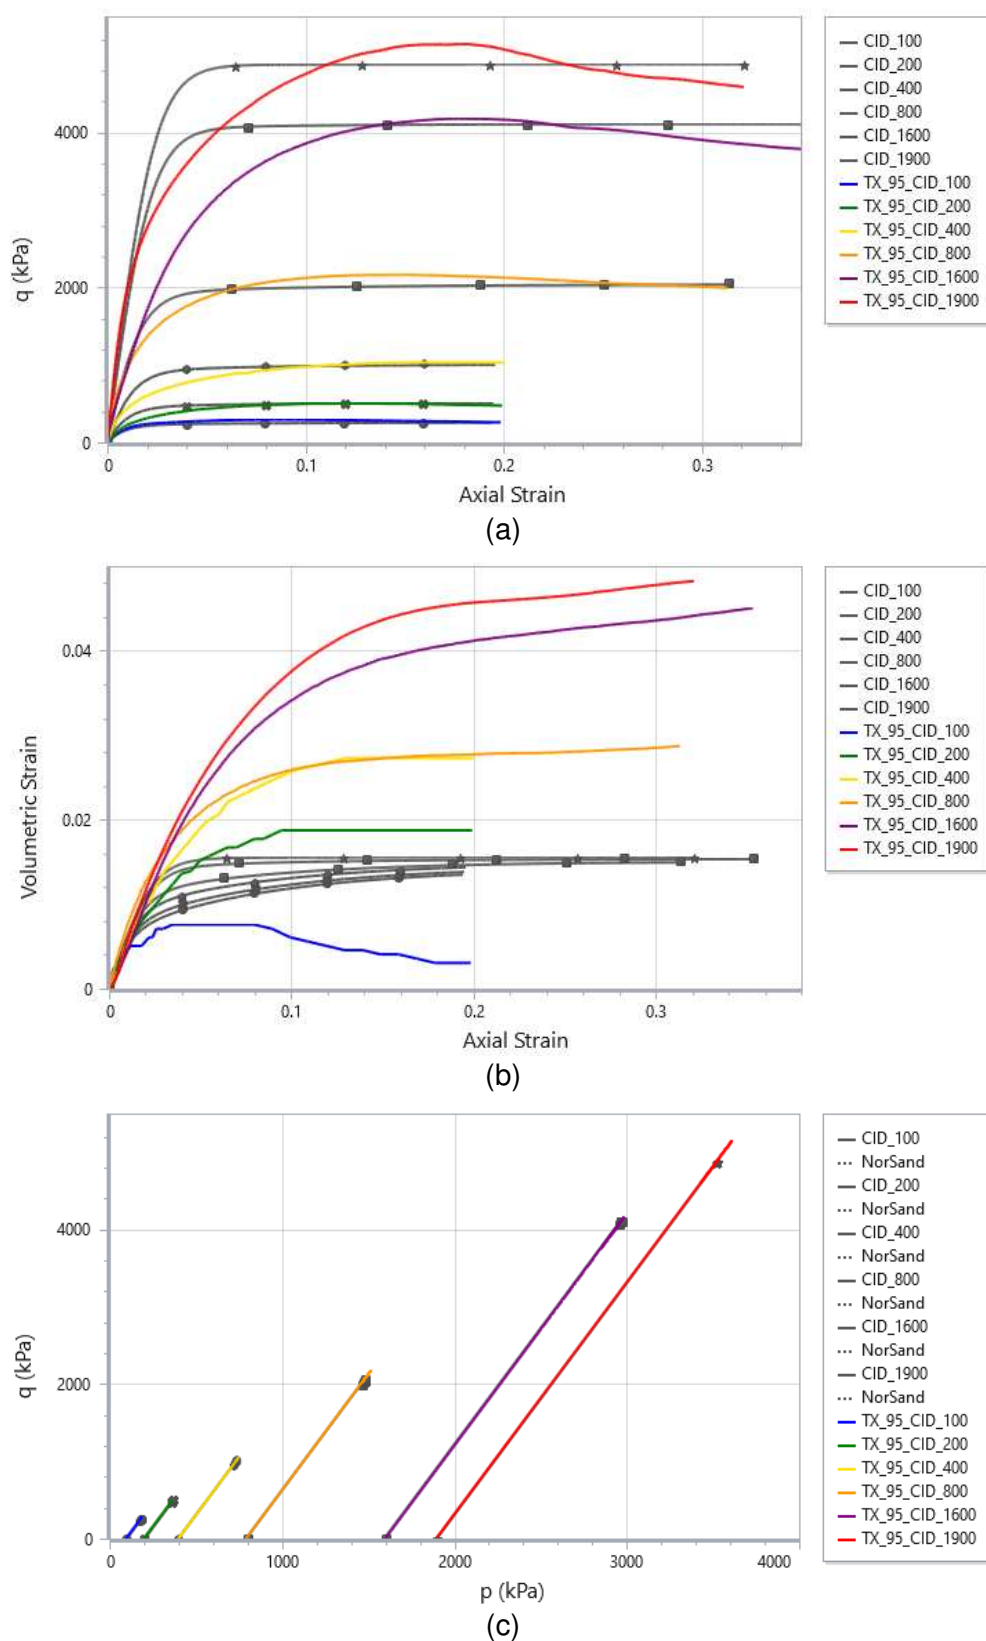 CID_100
CID_200
CID_400
CID_800
CID_1600
CID_1900
TX_95_CID_100
TX_95_CID_200
TX_95_CID_400
TX_95_CID_800
TX_95_CID_1600
TX_95_CID_1900
4000
2000
0
q (kPa)
0 0.1 0.2 0.3
Axial Strain
(a)
CID_100
CID_200
CID_400
CID_800
CID_1600
CID_1900
TX_95_CID_100
TX_95_CID_200
TX_95_CID_400
TX_95_CID_800
TX_95_CID_1600
TX_95_CID_1900
0.04
0.02
0
Volumetric Strain
0 0.1 0.2 0.3
Axial Strain
(b)
CID_100
NorSand
CID_200
NorSand
CID_400
NorSand
CID_800
NorSand
CID_1600
NorSand
CID_1900
NorSand
TX_95_CID_100
TX_95_CID_200
TX_95_CID_400
TX_95_CID_800
TX_95_CID_1600
TX_95_CID_1900
4000
2000
0
q (kPa)
0 1000 2000 3000 4000
p (kPa)
(c)